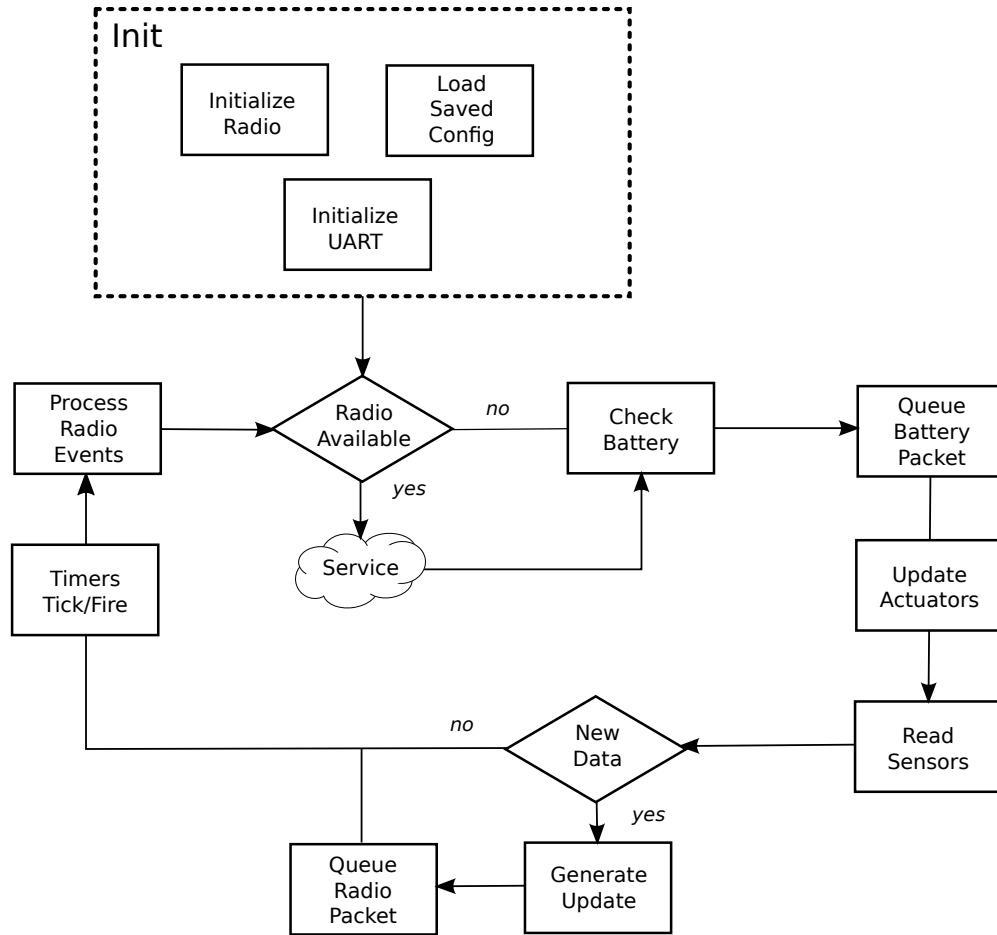 Init
Initialize
Radio
Load
Saved
Config
Initialize
UART
Process
Radio
Events
Radio
Available
no
Check
Battery
Queue
Battery
Packet
yes
Service
Timers
Tick/Fire
Update
Actuators
no
New
Data
Read
Sensors
yes
Queue
Radio
Packet
Generate
Update